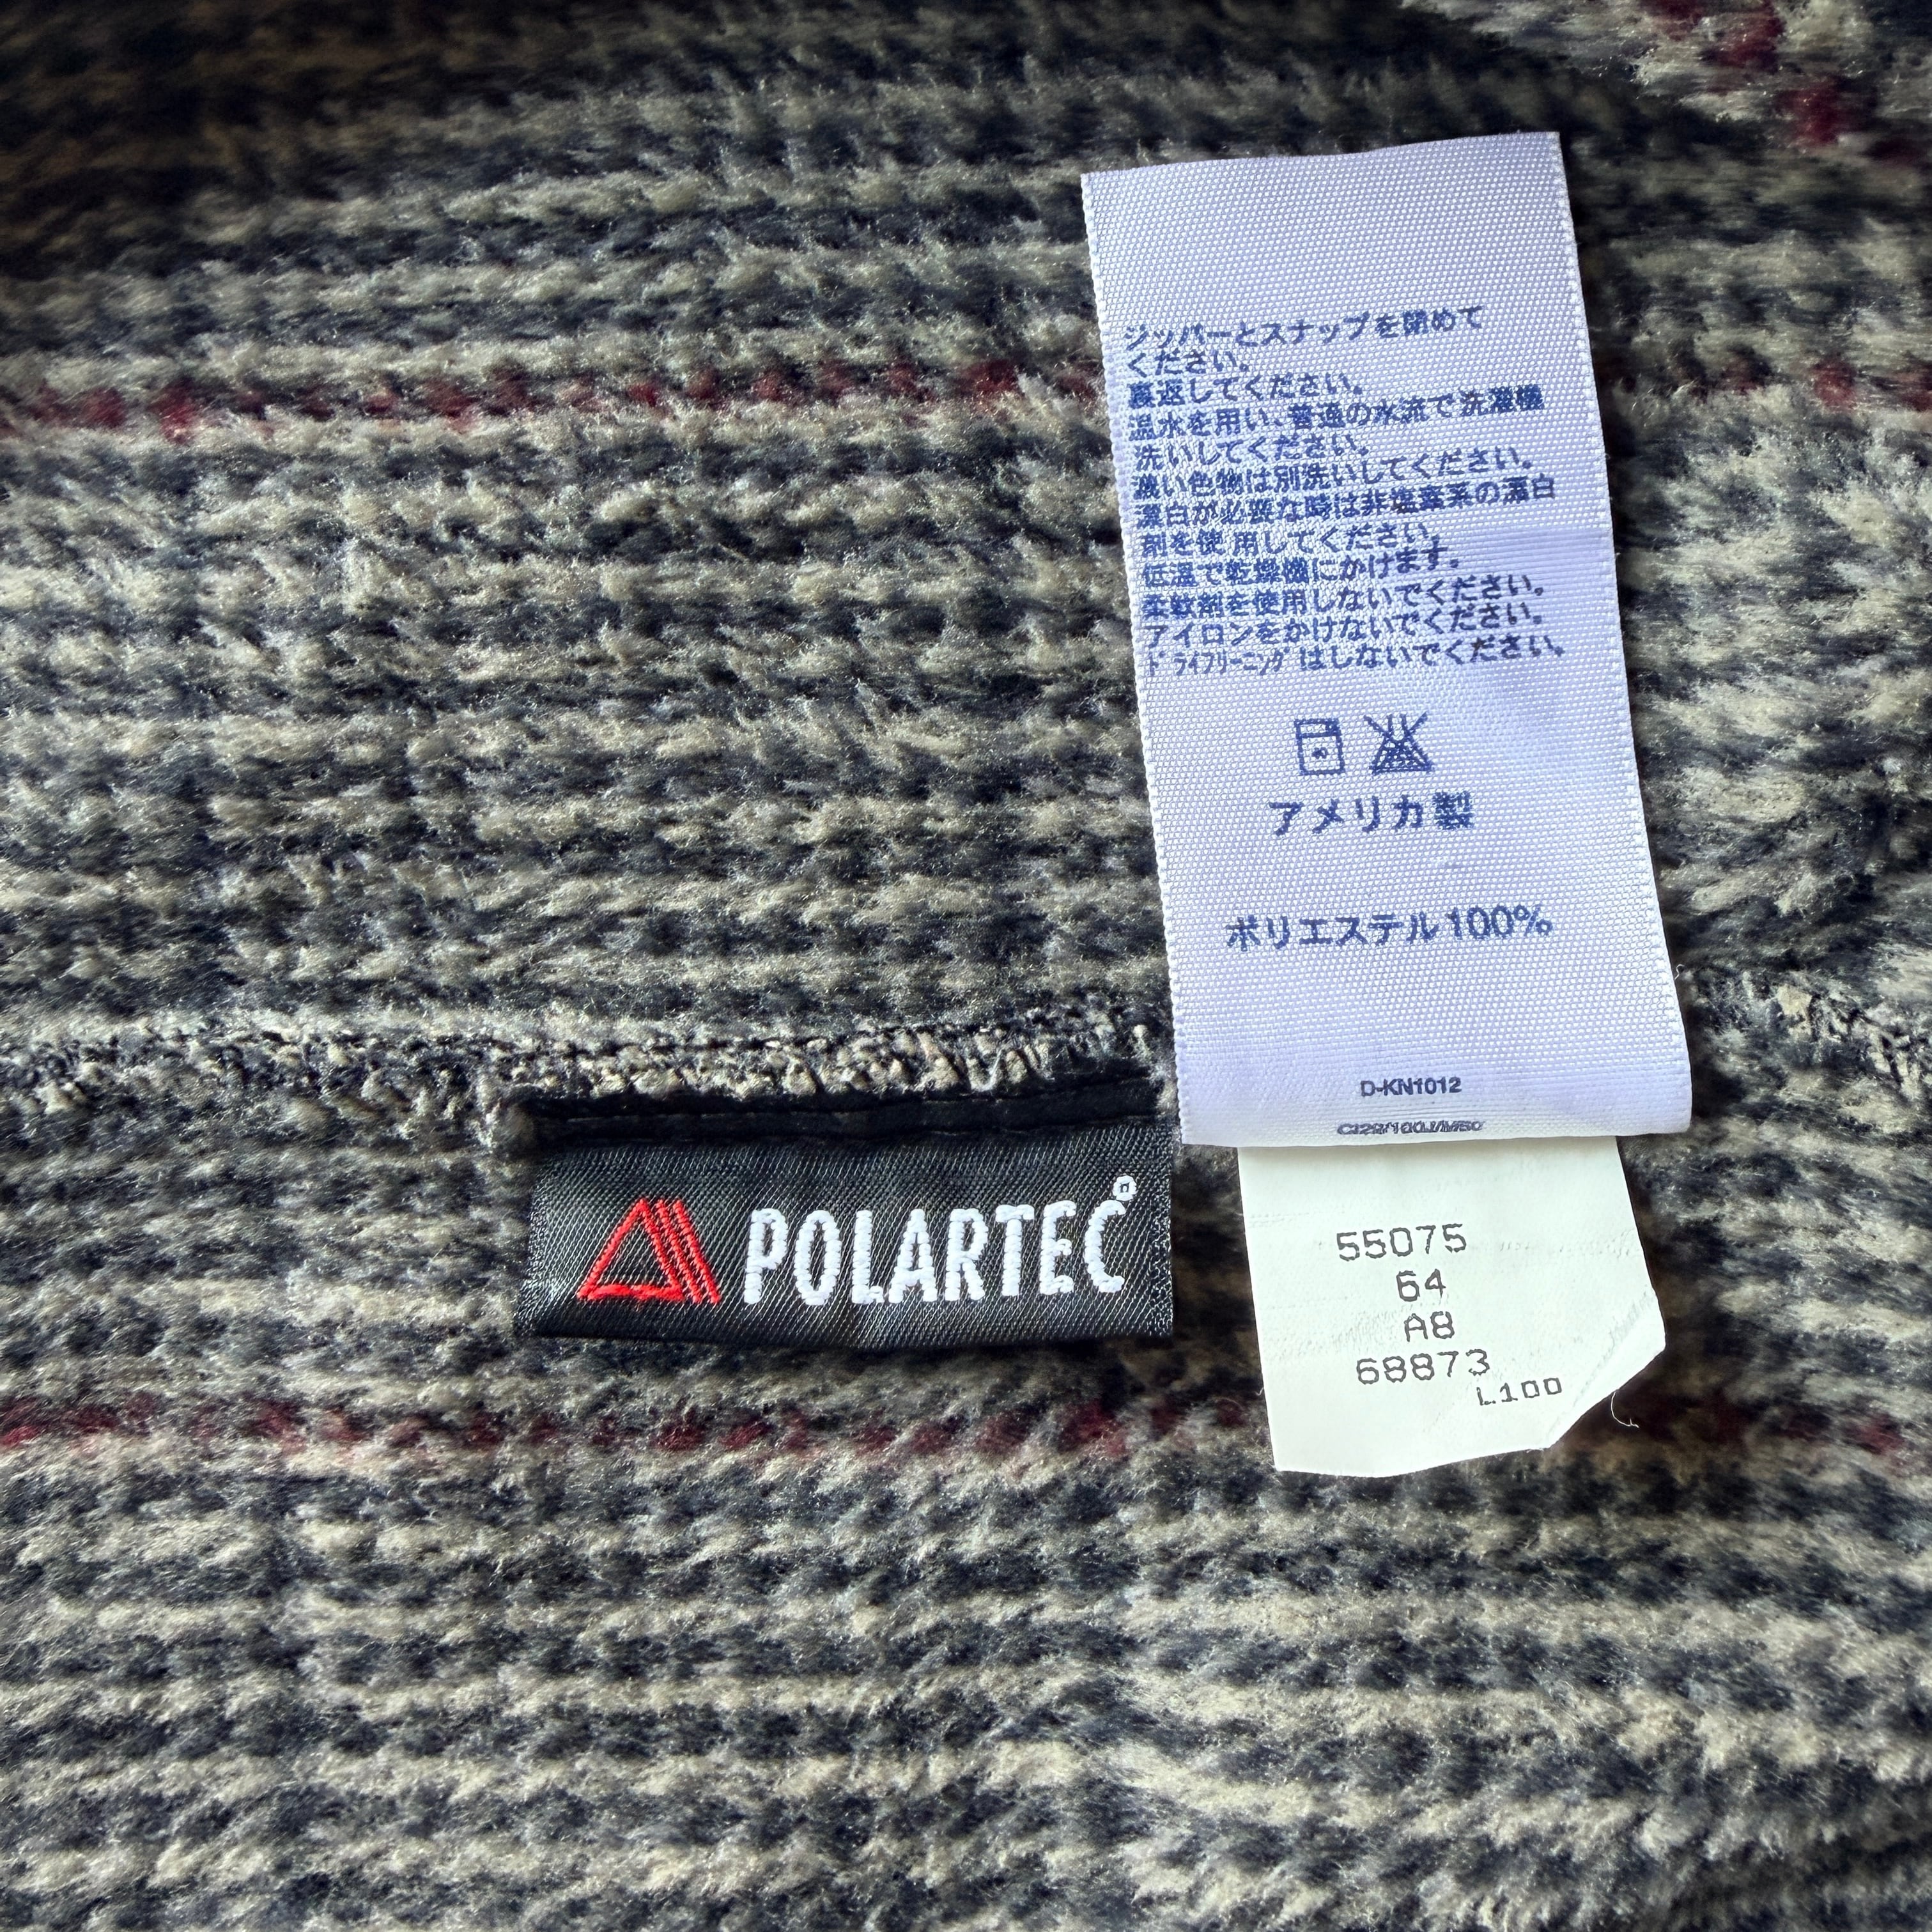 ジッパーとスナップを閉めて
ください。
裏返してください。
温水を用い、普通の水流で洗濯機
洗いしてください。
濃い色物は別洗いしてください。
漂白が必要な時は非塩素系の漂白
剤を使用してください。
低温で乾燥機にかけます。
柔軟剤を使用しないでください。
アイロンをかけないでください。
ドライクリーニングはしないでください。
アメリカ製
ポリエステル100%
D-KN1012
POLARTEC®
55075
64
A8
68873
L100